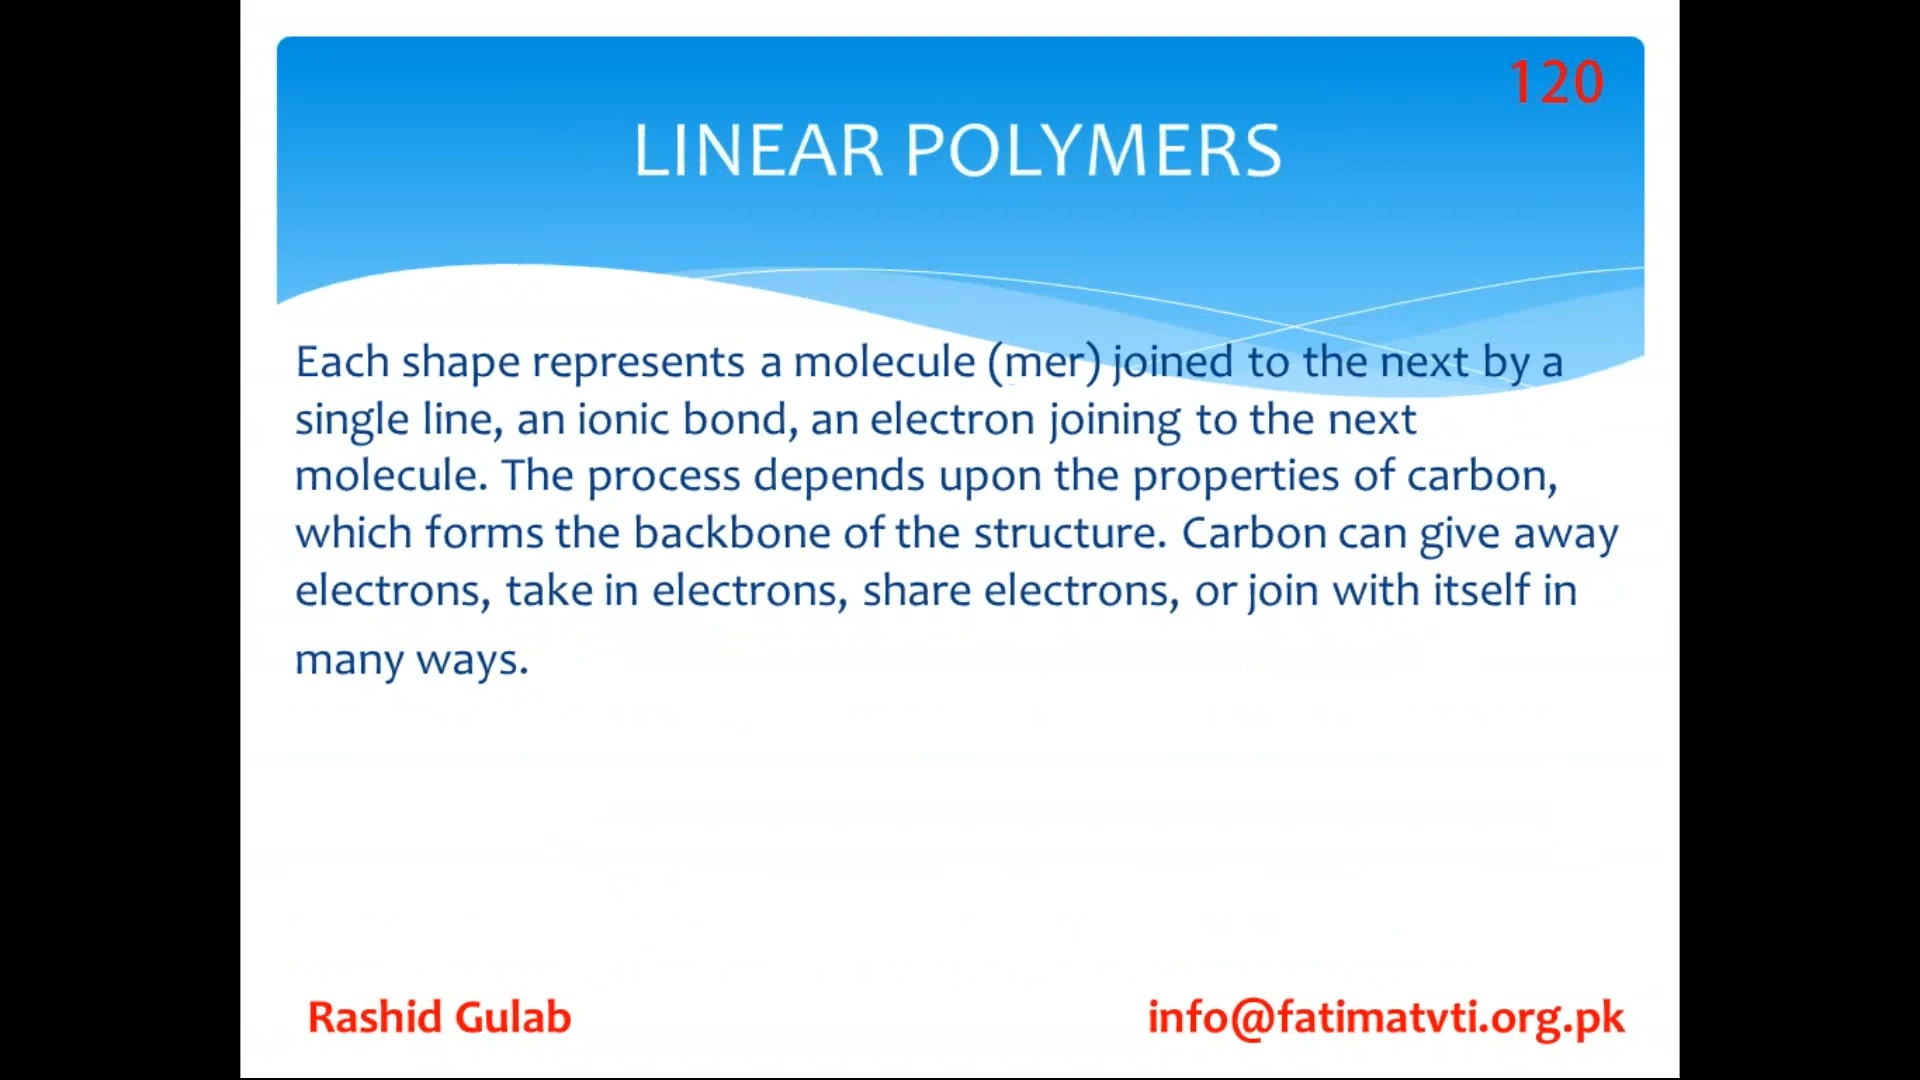 120
LINEAR POLYMERS
Each shape represents a molecule (mer) joined to the next by a
single line, an ionic bond, an electron joining to the next
molecule. The process depends upon the properties of carbon,
which forms the backbone of the structure. Carbon can give away
electrons, take in electrons, share electrons, or join with itself in
many ways.
Rashid Gulab
info@fatimatvti.org.pk